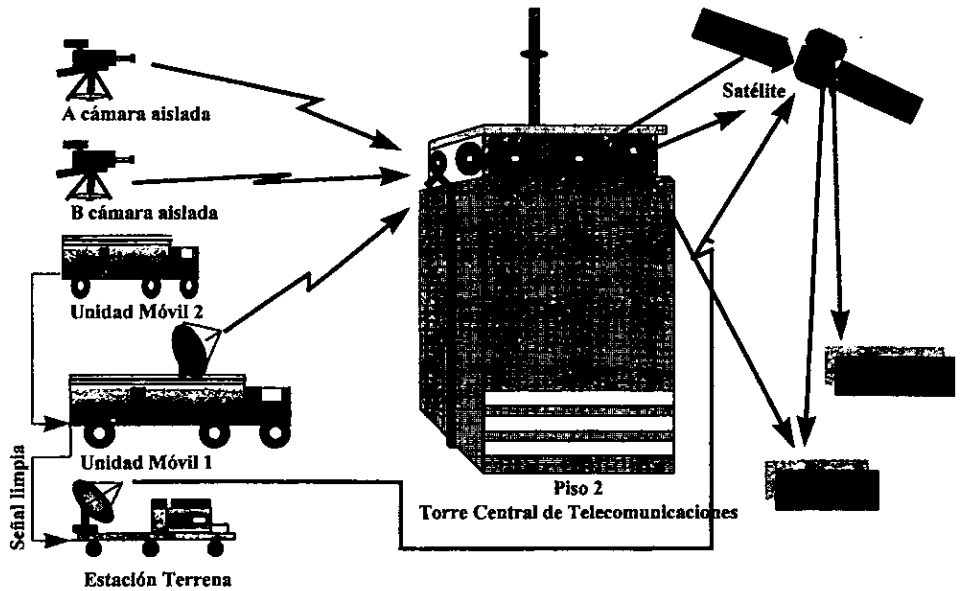 A cámara aislada
B cámara aislada
Unidad Móvil 2
Unidad Móvil 1
Señal limpia
Estación Terrena
Satélite
Piso 2
Torre Central de Telecomunicaciones